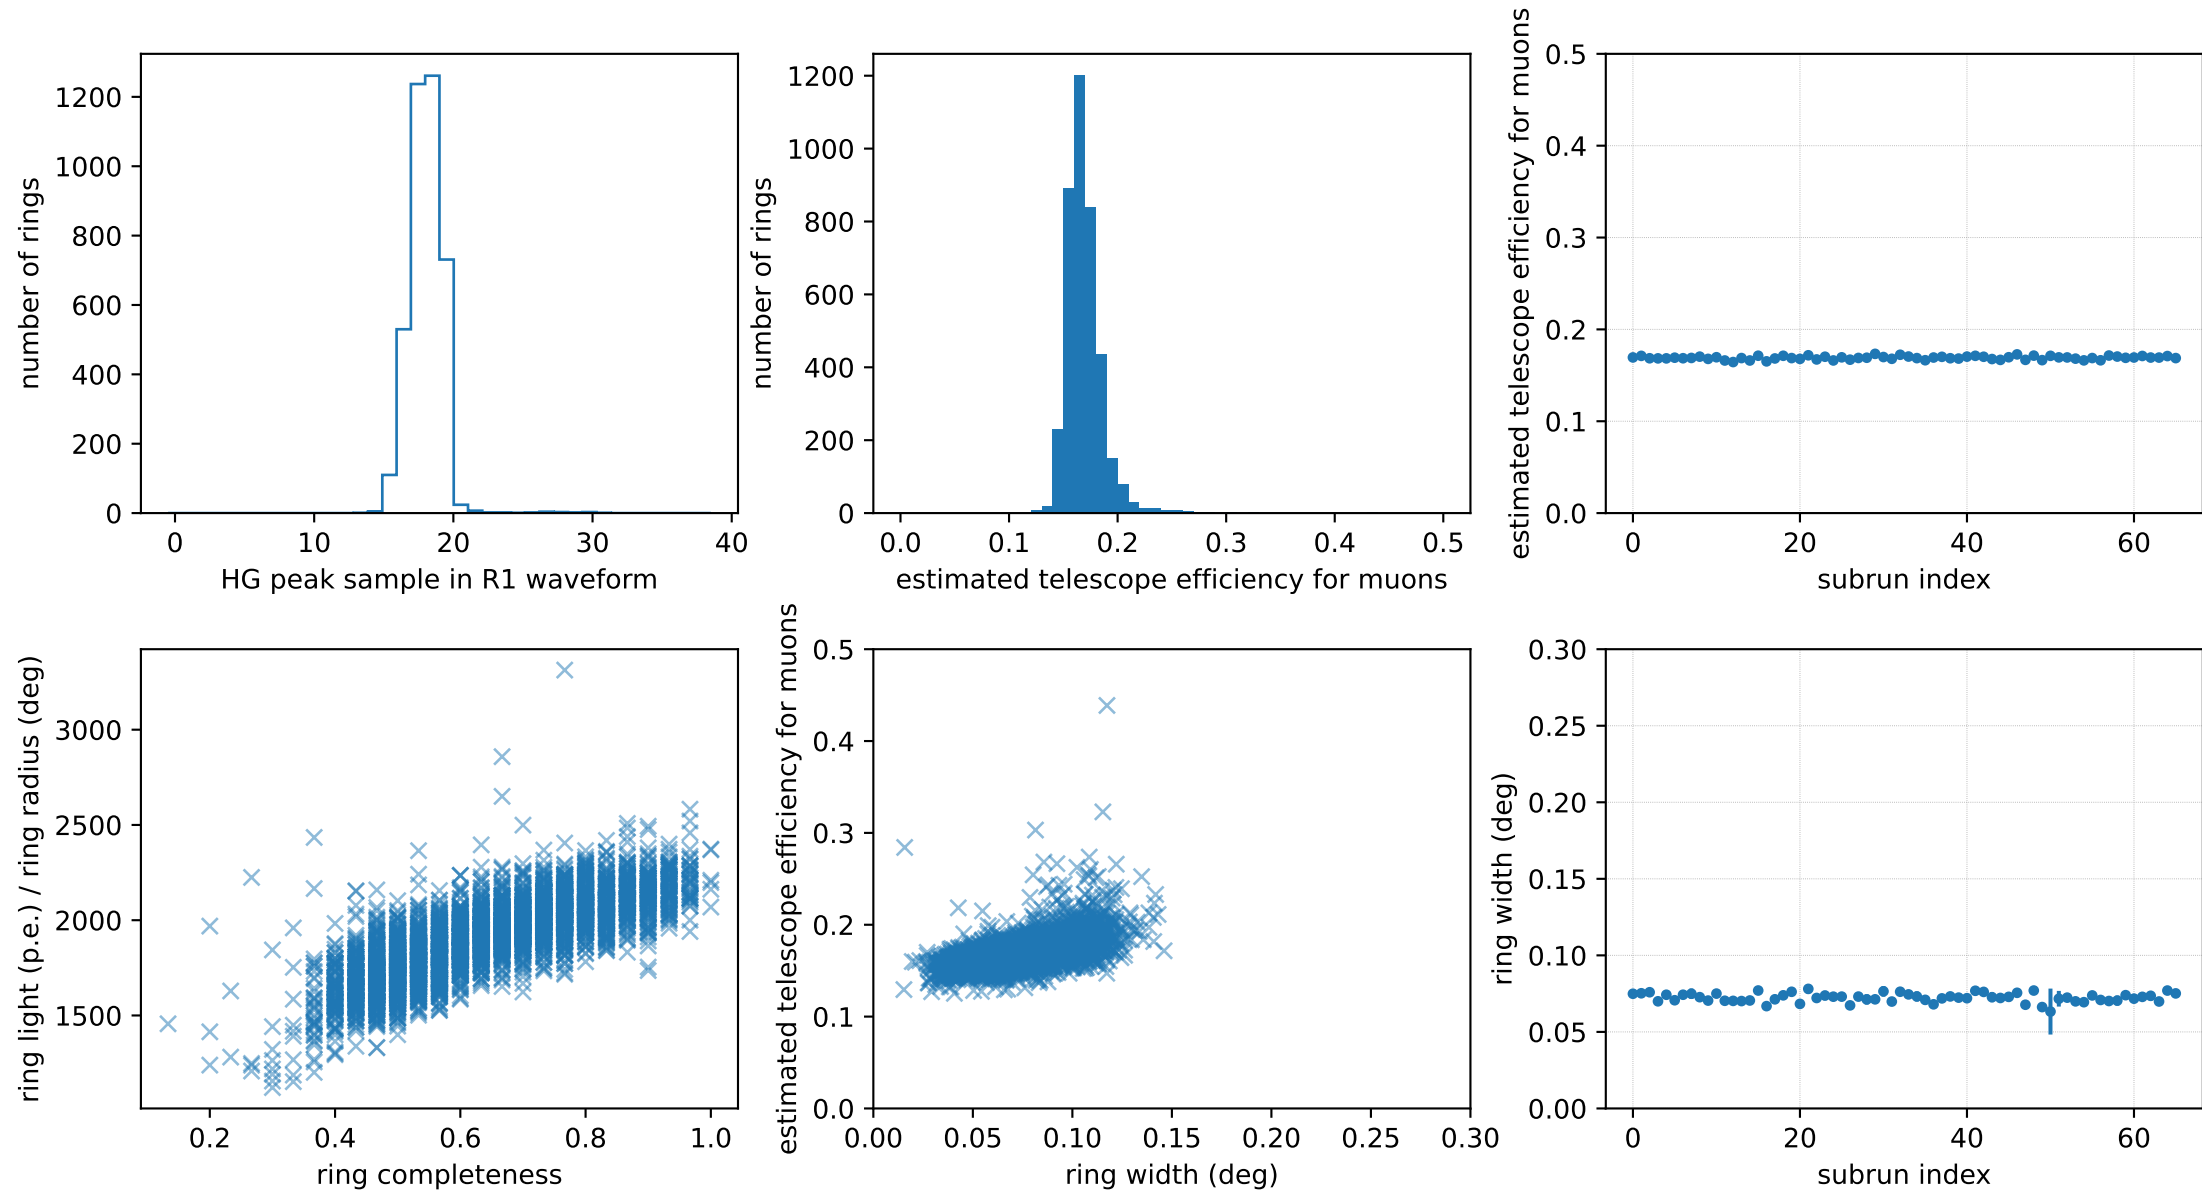 number of rings
1200
1000
800
600
400
200
0
0 10 20 30 40
HG peak sample in R1 waveform
number of rings
1200
1000
800
600
400
200
0
0.0 0.1 0.2 0.3 0.4 0.5
estimated telescope efficiency for muons
estimated telescope efficiency for muons
0.5
0.4
0.3
0.2
0.1
0.0
0 20 40 60
subrun index
ring light (p.e.) / ring radius (deg)
3000
2500
2000
1500
0.2 0.4 0.6 0.8 1.0
ring completeness
estimated telescope efficiency for muons
0.5
0.4
0.3
0.2
0.1
0.0
0.00 0.05 0.10 0.15 0.20 0.25 0.30
ring width (deg)
ring width (deg)
0.30
0.25
0.20
0.15
0.10
0.05
0.00
0 20 40 60
subrun index